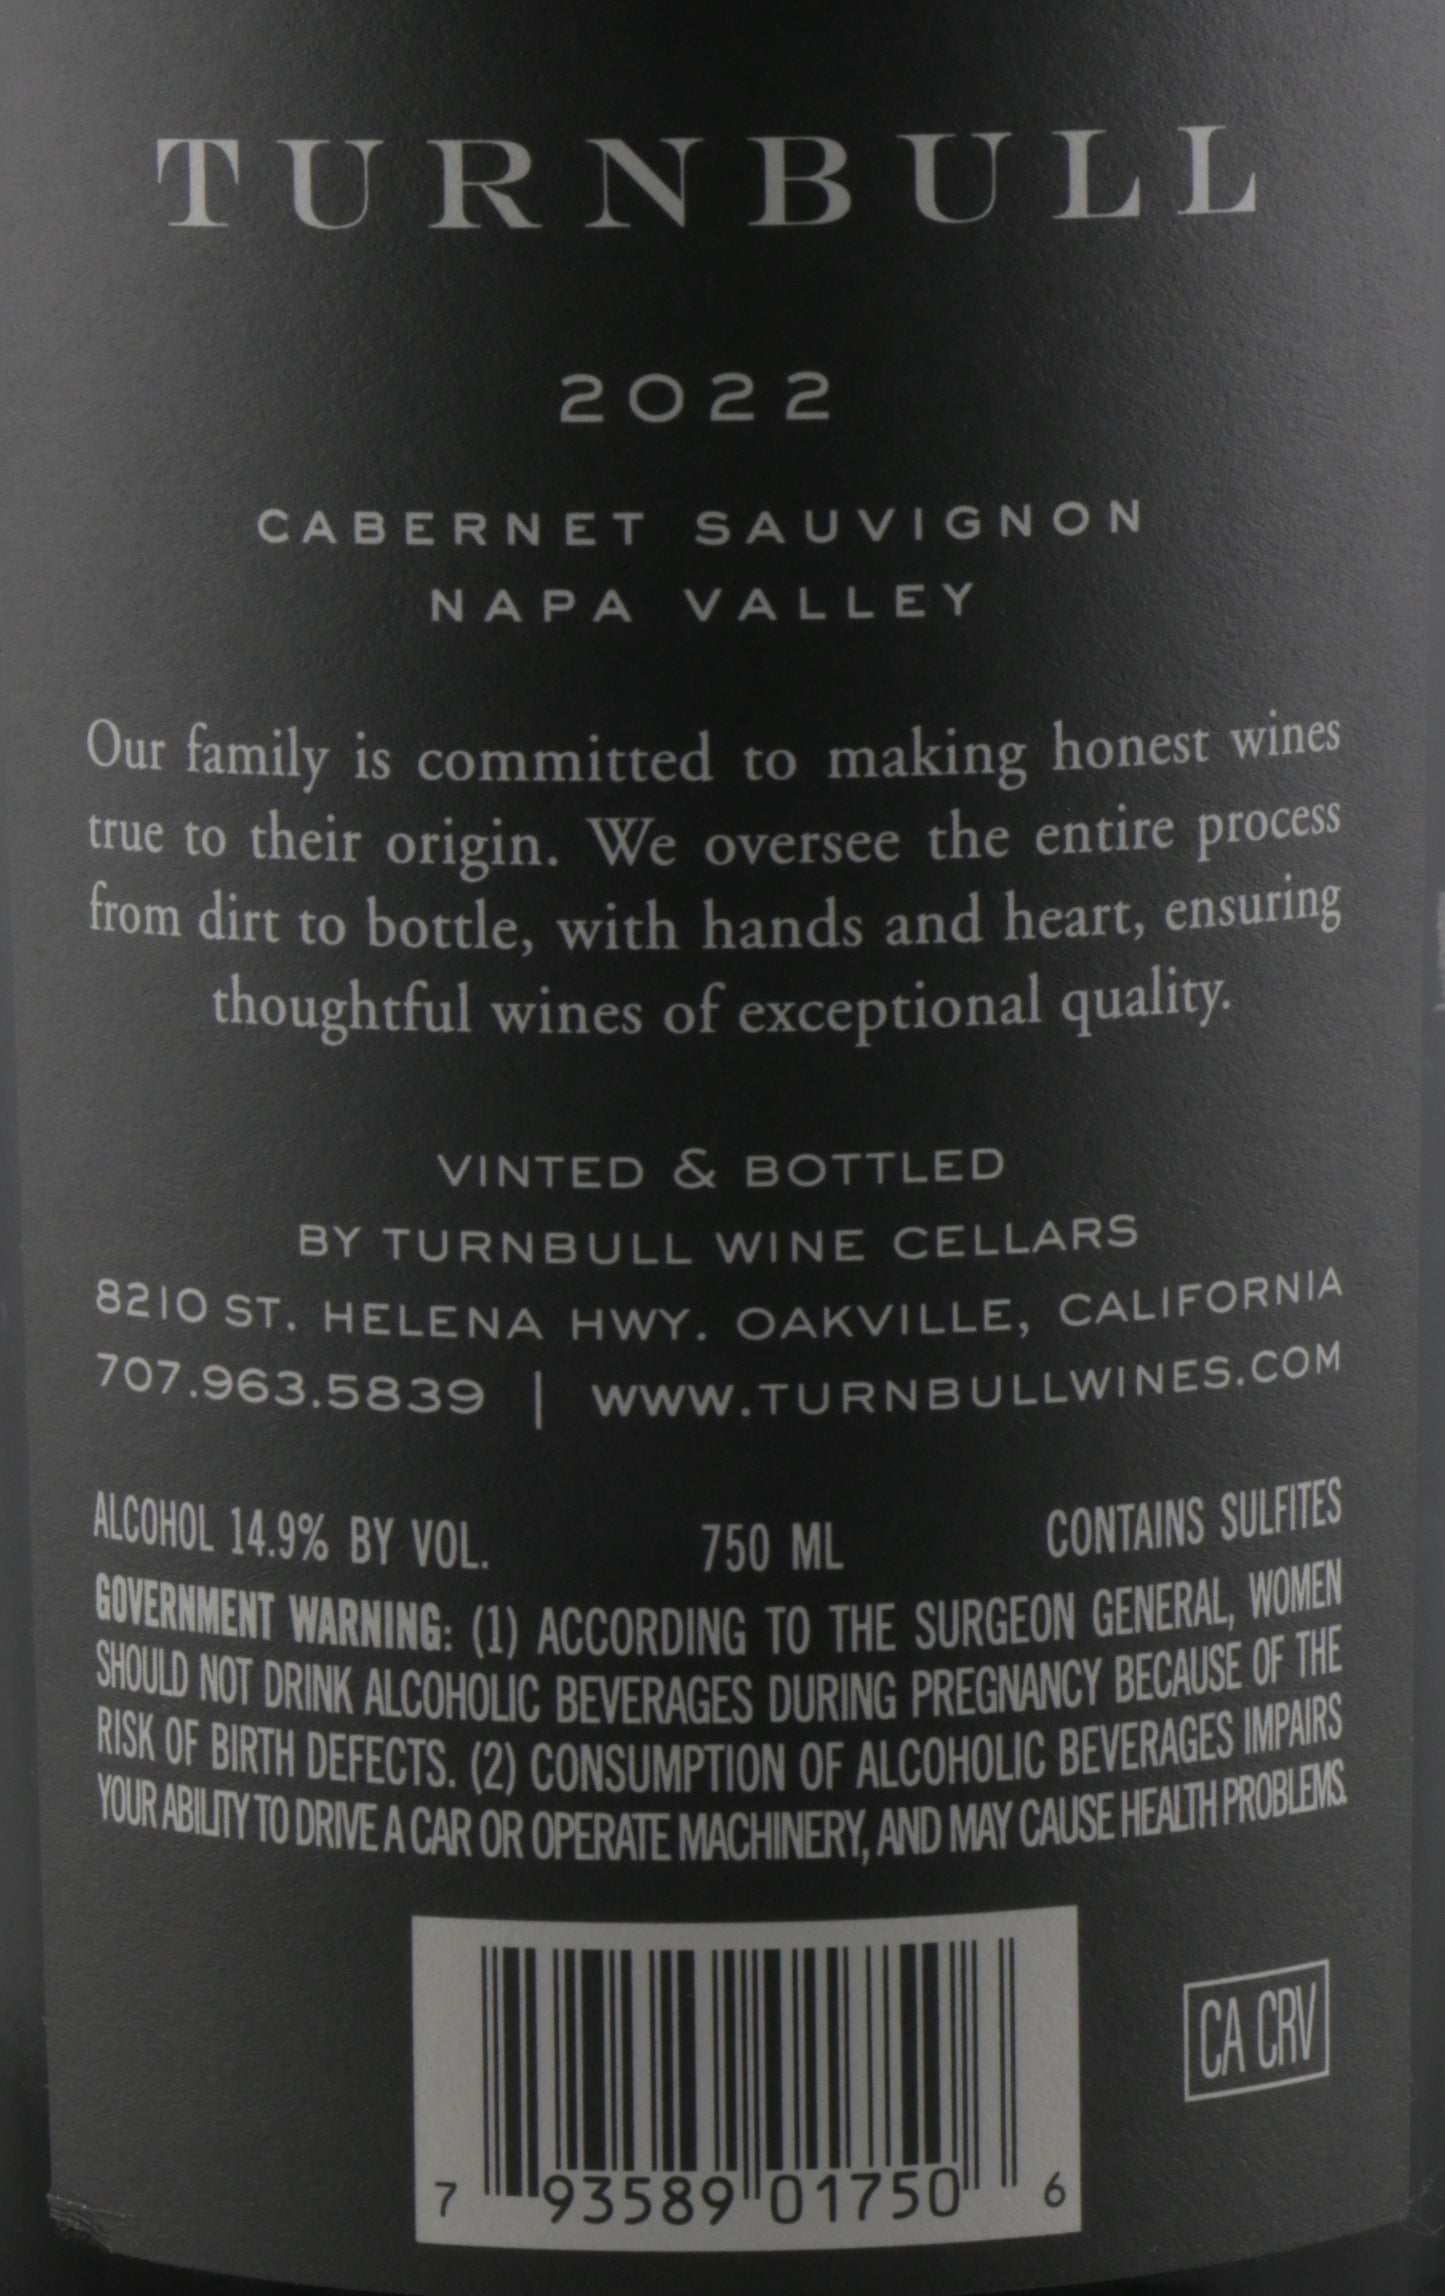 TURNBULL
2022
CABERNET SAUVIGNON
NAPA VALLEY
Our family is committed to making honest wines
true to their origin. We oversee the entire process
from dirt to bottle, with hands and heart, ensuring
thoughtful wines of exceptional quality.
VINTED & BOTTLED
BY TURNBULL WINE CELLARS
8210 ST. HELENA HWY. OAKVILLE, CALIFORNIA
707.963.5839 | WWW.TURNBULLWINES.COM
ALCOHOL 14.9% BY VOL. 750 ML CONTAINS SULFITES
GOVERNMENT WARNING: (1) ACCORDING TO THE SURGEON GENERAL, WOMEN
SHOULD NOT DRINK ALCOHOLIC BEVERAGES DURING PREGNANCY BECAUSE OF THE
RISK OF BIRTH DEFECTS. (2) CONSUMPTION OF ALCOHOLIC BEVERAGES IMPAIRS
YOUR ABILITY TO DRIVE A CAR OR OPERATE MACHINERY, AND MAY CAUSE HEALTH PROBLEMS.
CA CRV
7 93589 01750 6